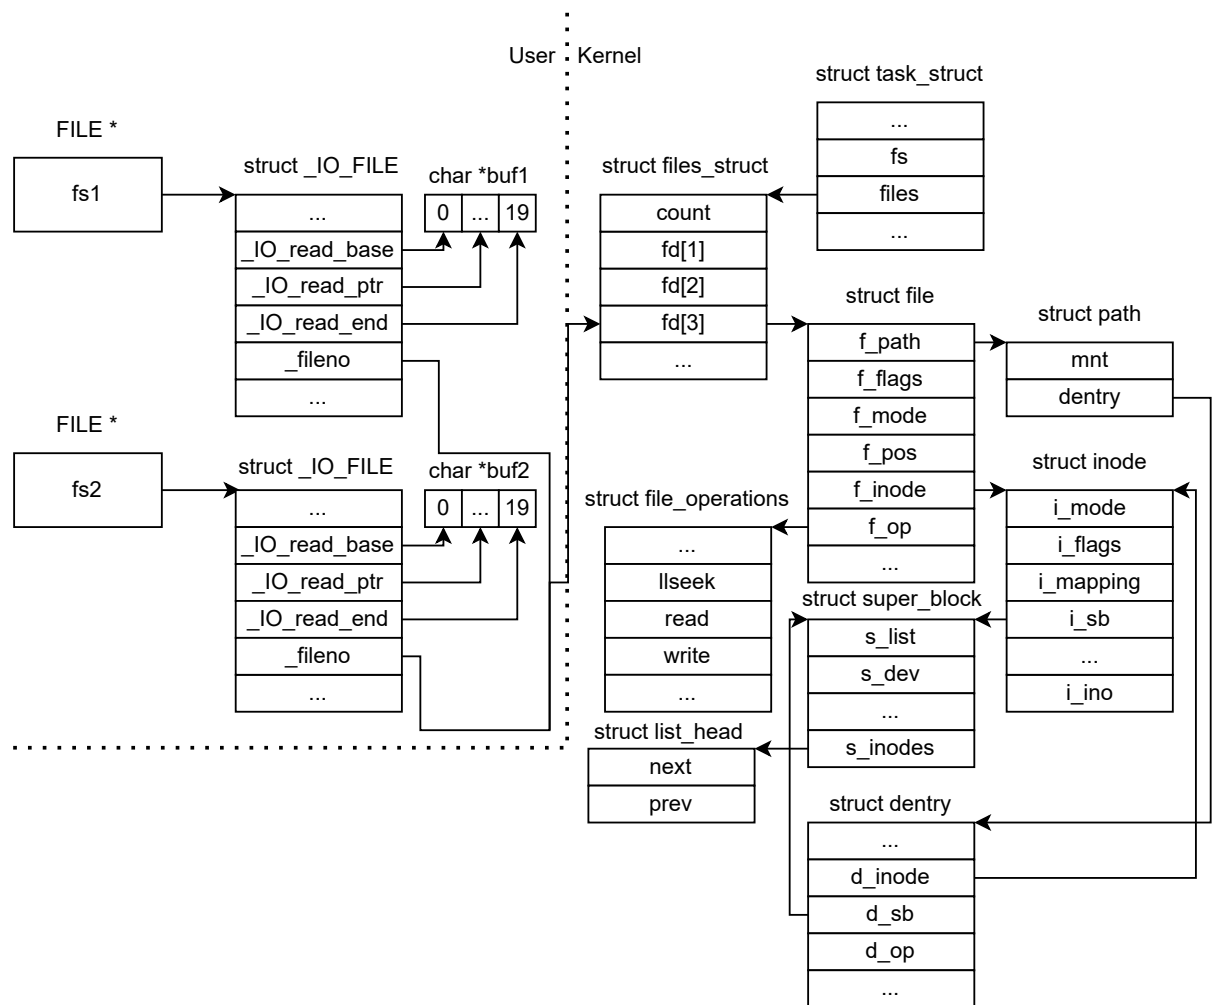 User
Kernel
FILE *
fs1
struct _IO_FILE
...
_IO_read_base
_IO_read_ptr
_IO_read_end
_fileno
...
char *buf1
0 ... 19
FILE *
fs2
struct _IO_FILE
...
_IO_read_base
_IO_read_ptr
_IO_read_end
_fileno
...
char *buf2
0 ... 19
struct task_struct
...
fs
files
...
struct files_struct
count
fd[1]
fd[2]
fd[3]
...
struct file
f_path
f_flags
f_mode
f_pos
f_inode
f_op
...
struct path
mnt
dentry
struct inode
i_mode
i_flags
i_mapping
i_sb
...
i_ino
struct file_operations
...
llseek
read
write
...
struct super_block
s_list
s_dev
...
s_inodes
struct list_head
next
prev
struct dentry
...
d_inode
d_sb
d_op
...